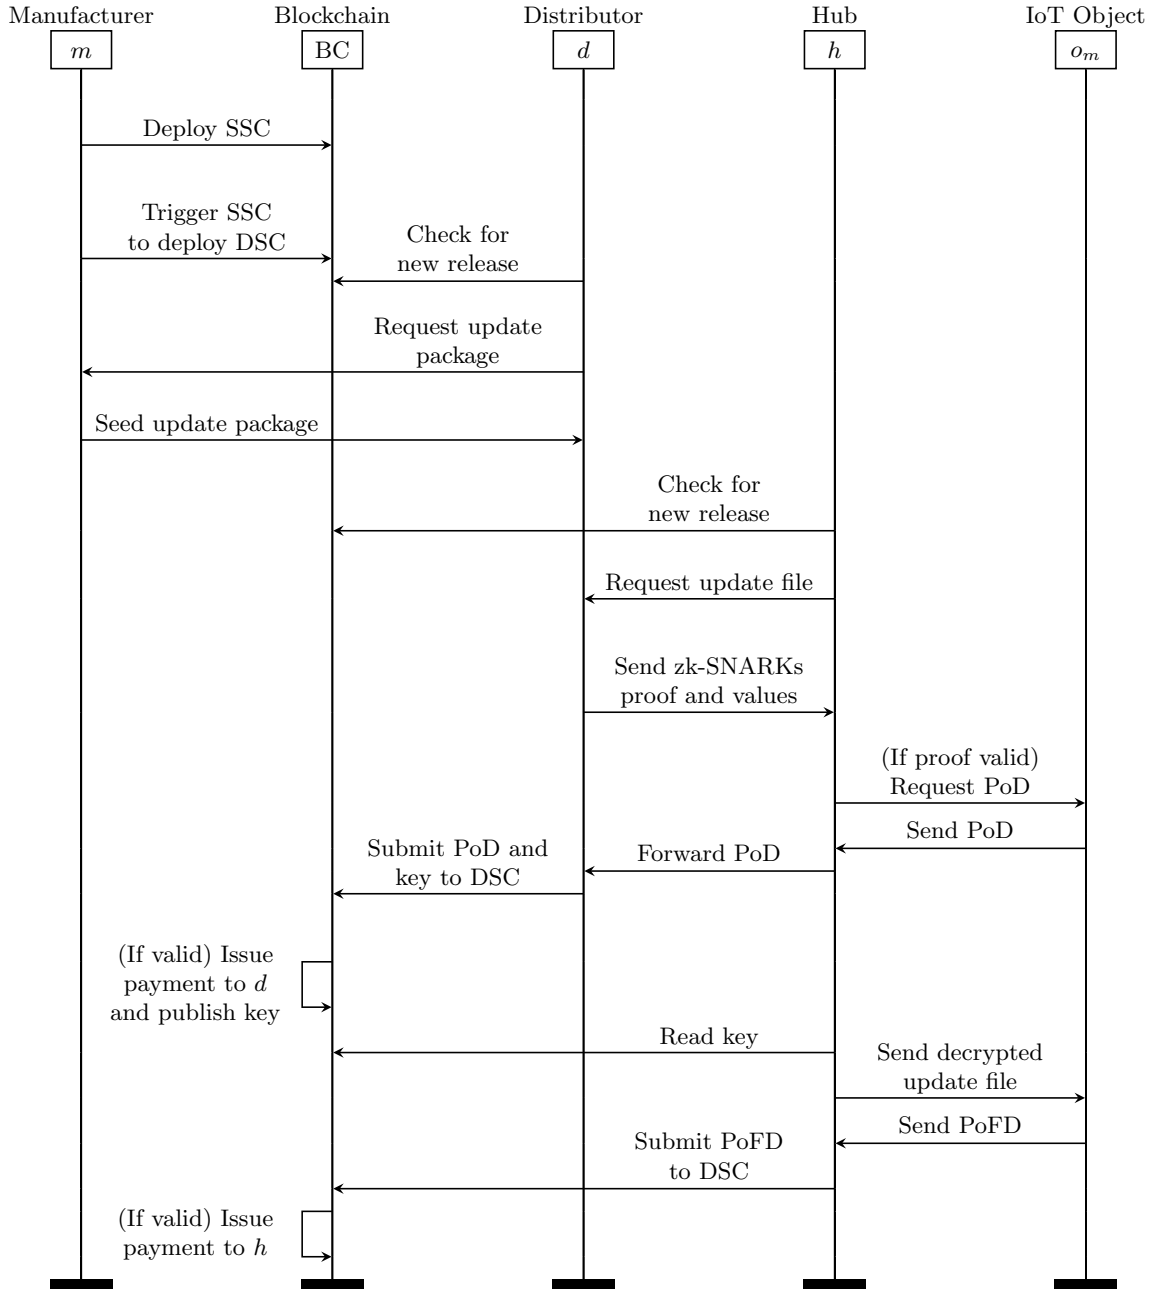 Manufacturer
Blockchain
Distributor
Hub
IoT Object
m
BC
d
h
o_m
Deploy SSC
Trigger SSC
to deploy DSC
Check for
new release
Request update
package
Seed update package
Check for
new release
Request update file
Send zk-SNARKs
proof and values
(If proof valid)
Request PoD
Send PoD
Forward PoD
Submit PoD and
key to DSC
(If valid) Issue
payment to d
and publish key
Read key
Send decrypted
update file
Send PoFD
Submit PoFD
to DSC
(If valid) Issue
payment to h